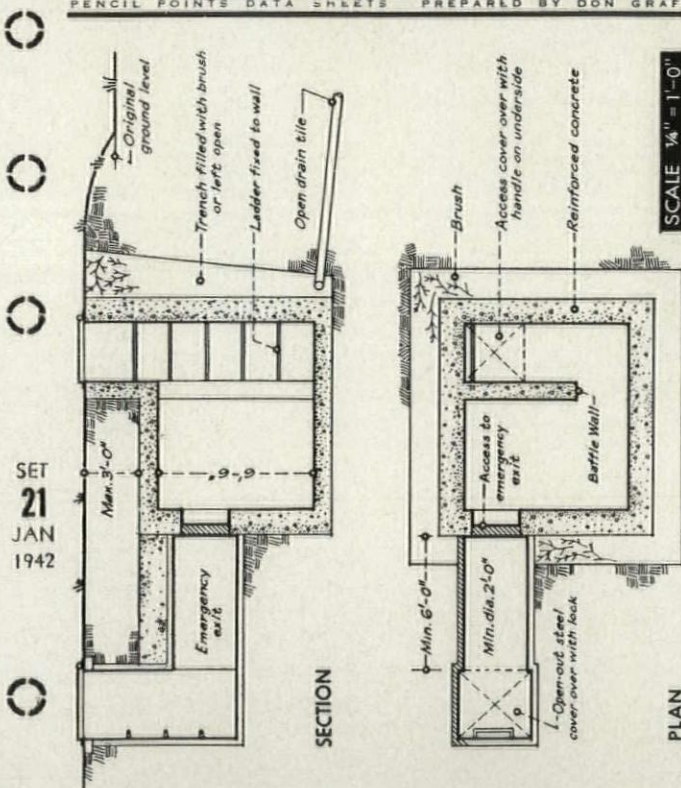 PENCIL POINTS DATA SHEETS PREPARED BY DON GRAF
SET
21
JAN
1942
Original
ground level
Trench filled with brush
or left open
Ladder fixed to wall
Open drain tile
Max. 3'-0"
6'-6"
Emergency
exit
SECTION
Brush
Access cover over with
handle on underside
Reinforced concrete
Access to
emergency
exit
Baffle Wall
Min. 6'-0"
Min. dia. 2'-0"
Open-out steel
cover over with lock
PLAN
SCALE ¼" = 1'-0"